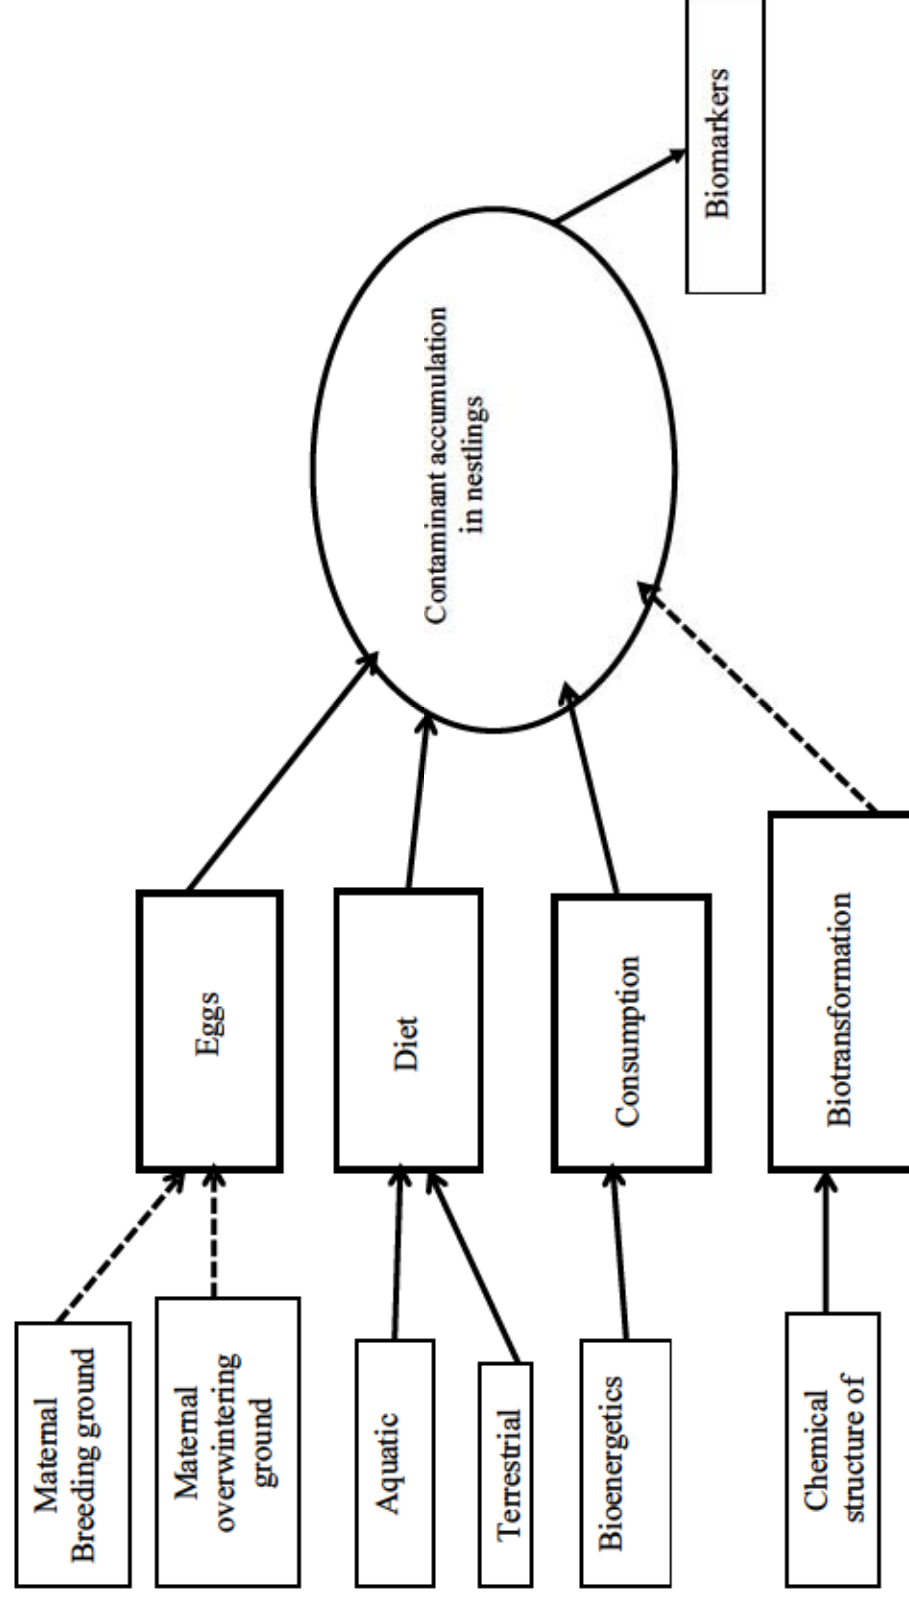 Maternal
Breeding ground
Maternal
overwintering
ground
Aquatic
Terrestrial
Bioenergetics
Chemical
structure of
Eggs
Diet
Consumption
Biotransformation
Contaminant accumulation
in nestlings
Biomarkers